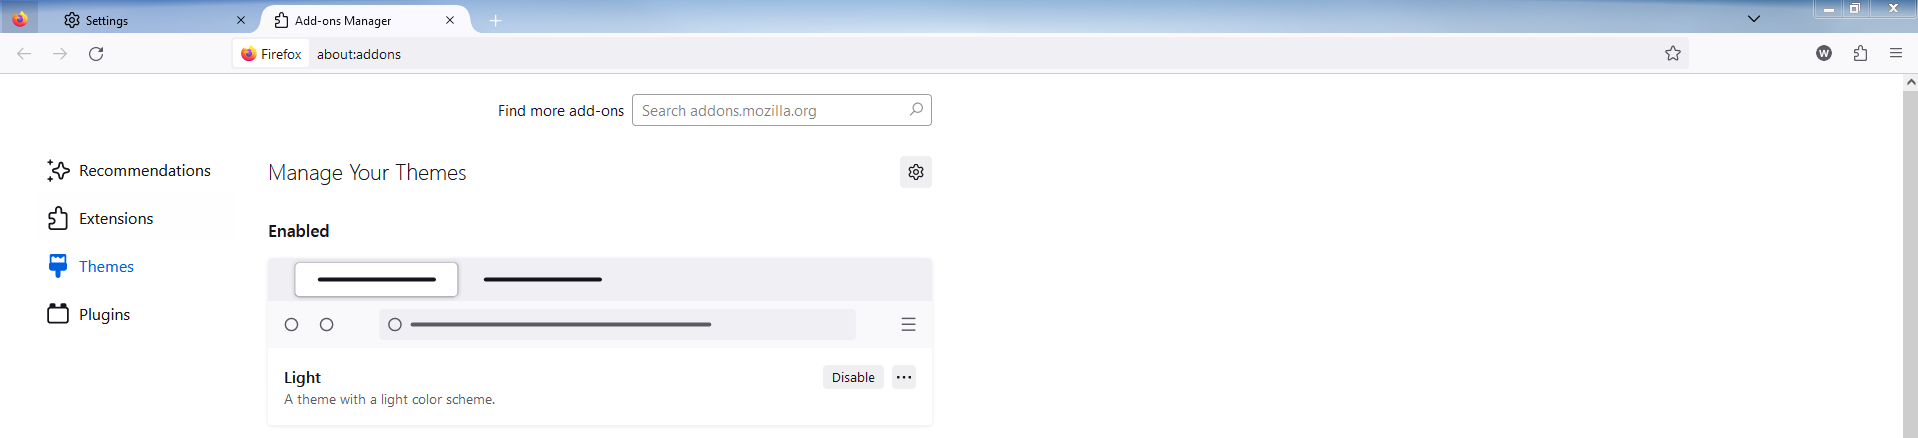 Settings
Add-ons Manager
Firefox
about:addons
W
Find more add-ons
Search addons.mozilla.org
Recommendations
Manage Your Themes
Extensions
Enabled
Themes
Plugins
Light
Disable
A theme with a light color scheme.